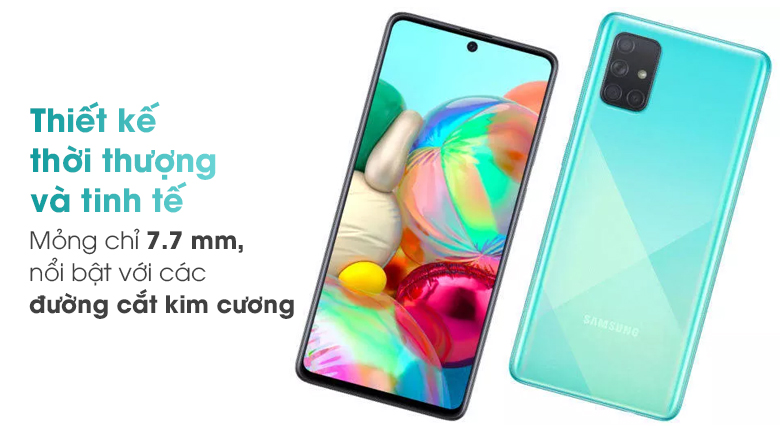 Thiết kế
thời thượng
và tinh tế
Mỏng chỉ 7.7 mm,
nổi bật với các
đường cắt kim cương
SAMSUNG